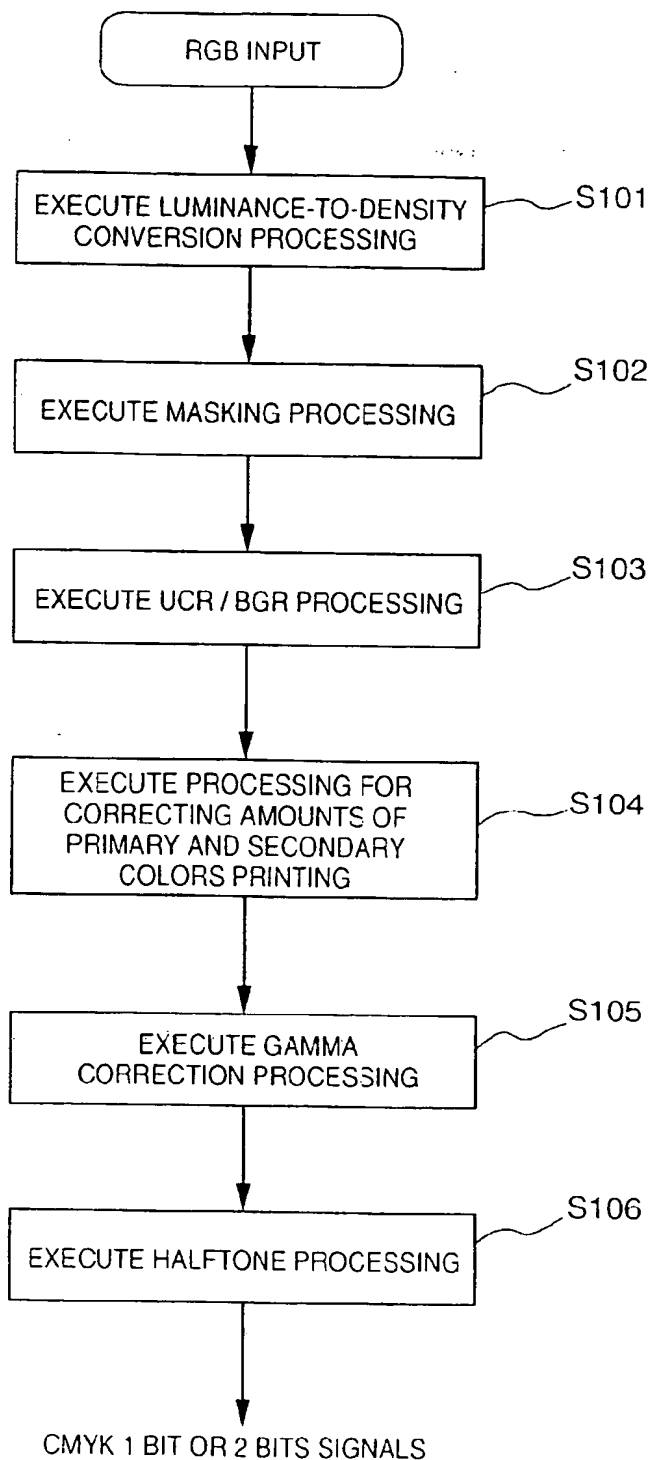 RGB INPUT
EXECUTE LUMINANCE-TO-DENSITY
CONVERSION PROCESSING
S101
EXECUTE MASKING PROCESSING
S102
EXECUTE UCR / BGR PROCESSING
S103
EXECUTE PROCESSING FOR
CORRECTING AMOUNTS OF
PRIMARY AND SECONDARY
COLORS PRINTING
S104
EXECUTE GAMMA
CORRECTION PROCESSING
S105
EXECUTE HALFTONE PROCESSING
S106
CMYK 1 BIT OR 2 BITS SIGNALS